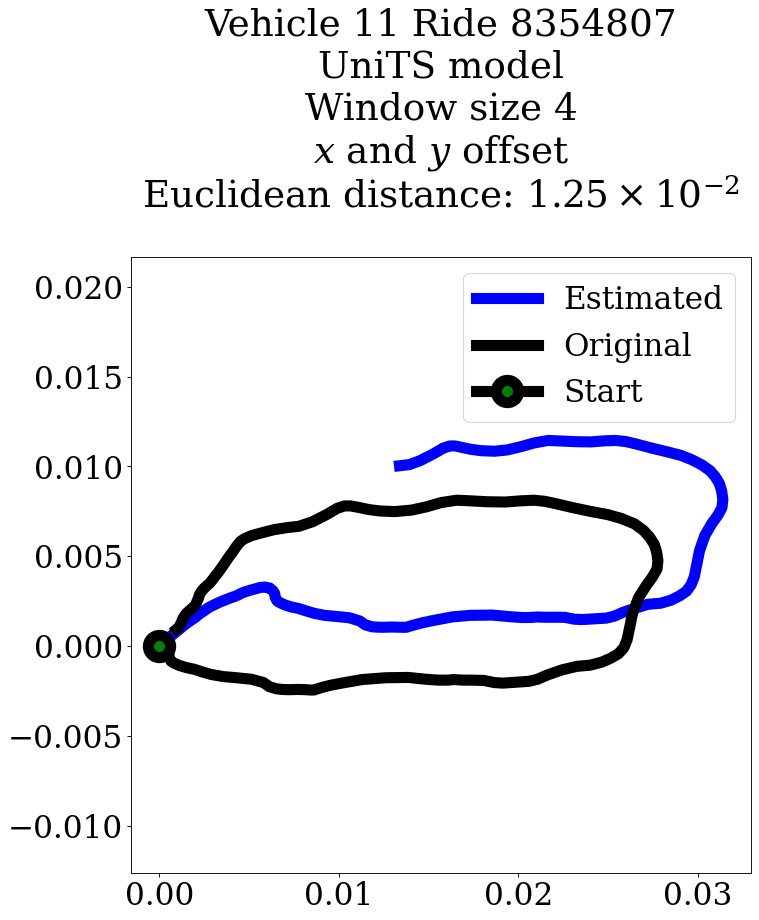 Vehicle 11 Ride 8354807
UniTS model
Window size 4
x and y offset
Euclidean distance: 1.25 × 10⁻²
Estimated
Original
Start
0.020
0.015
0.010
0.005
0.000
−0.005
−0.010
0.00 0.01 0.02 0.03